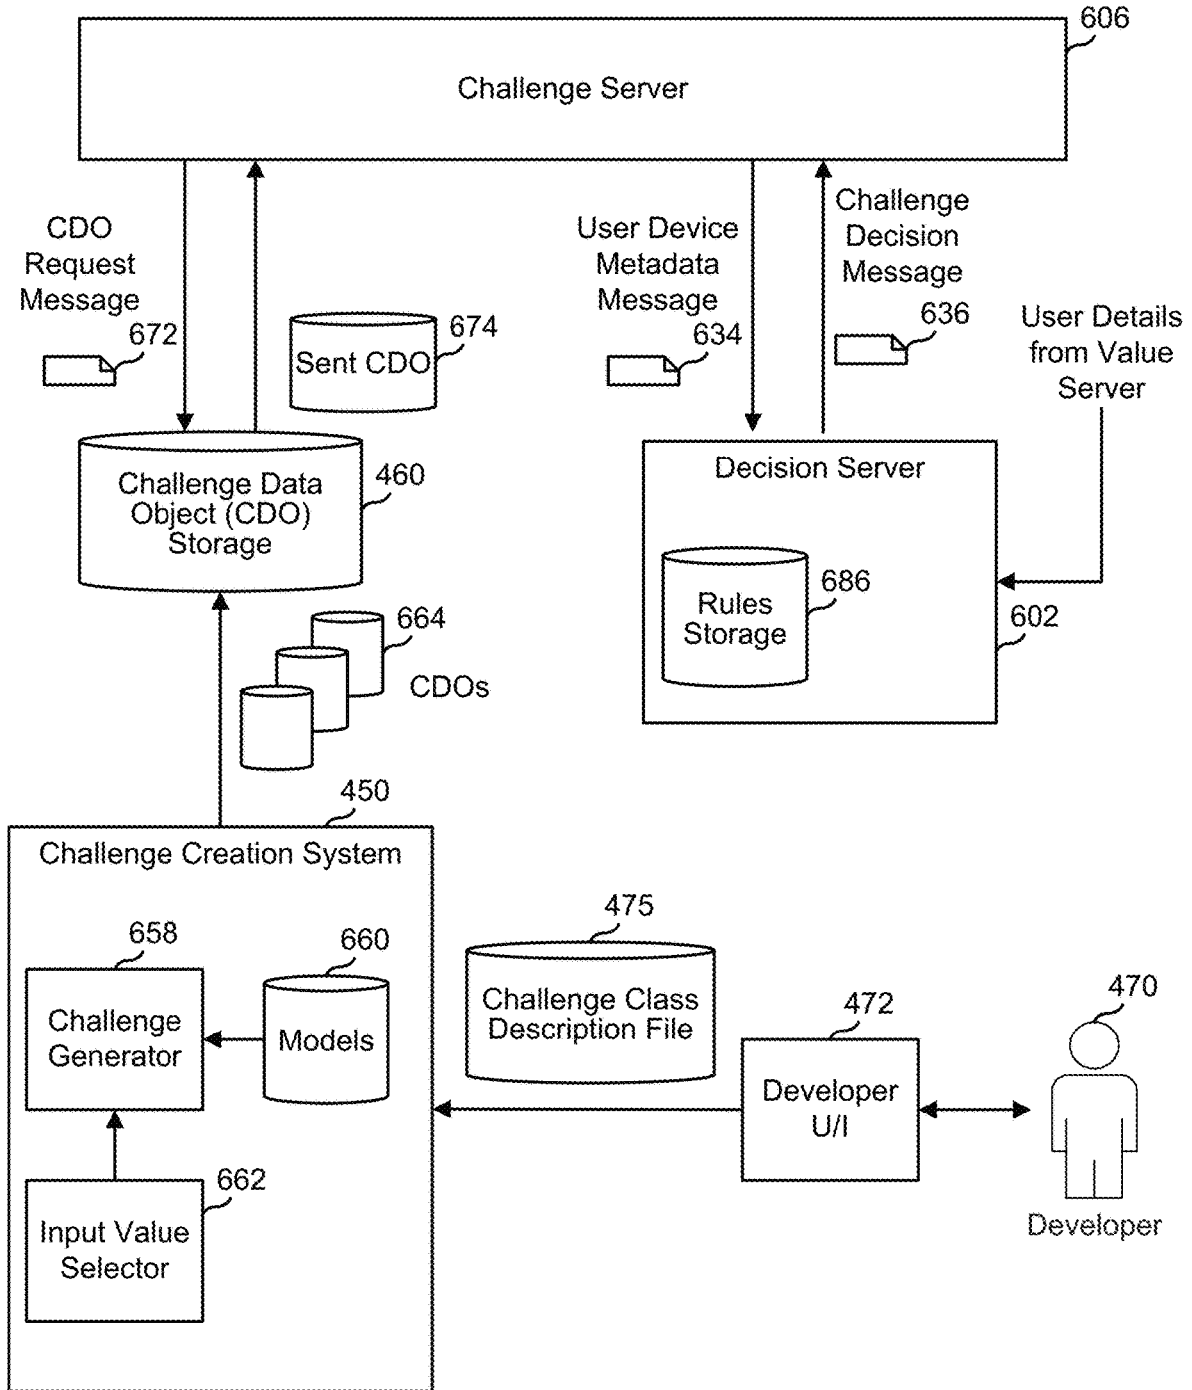 606
Challenge Server
CDO
Request
Message
672
Sent CDO
674
User Device
Metadata
Message
634
Challenge
Decision
Message
636
User Details
from Value
Server
Challenge Data
Object (CDO)
Storage
460
Decision Server
Rules
Storage
686
602
664
CDOs
450
Challenge Creation System
658
Challenge
Generator
660
Models
662
Input Value
Selector
475
Challenge Class
Description File
472
Developer
U/I
470
Developer